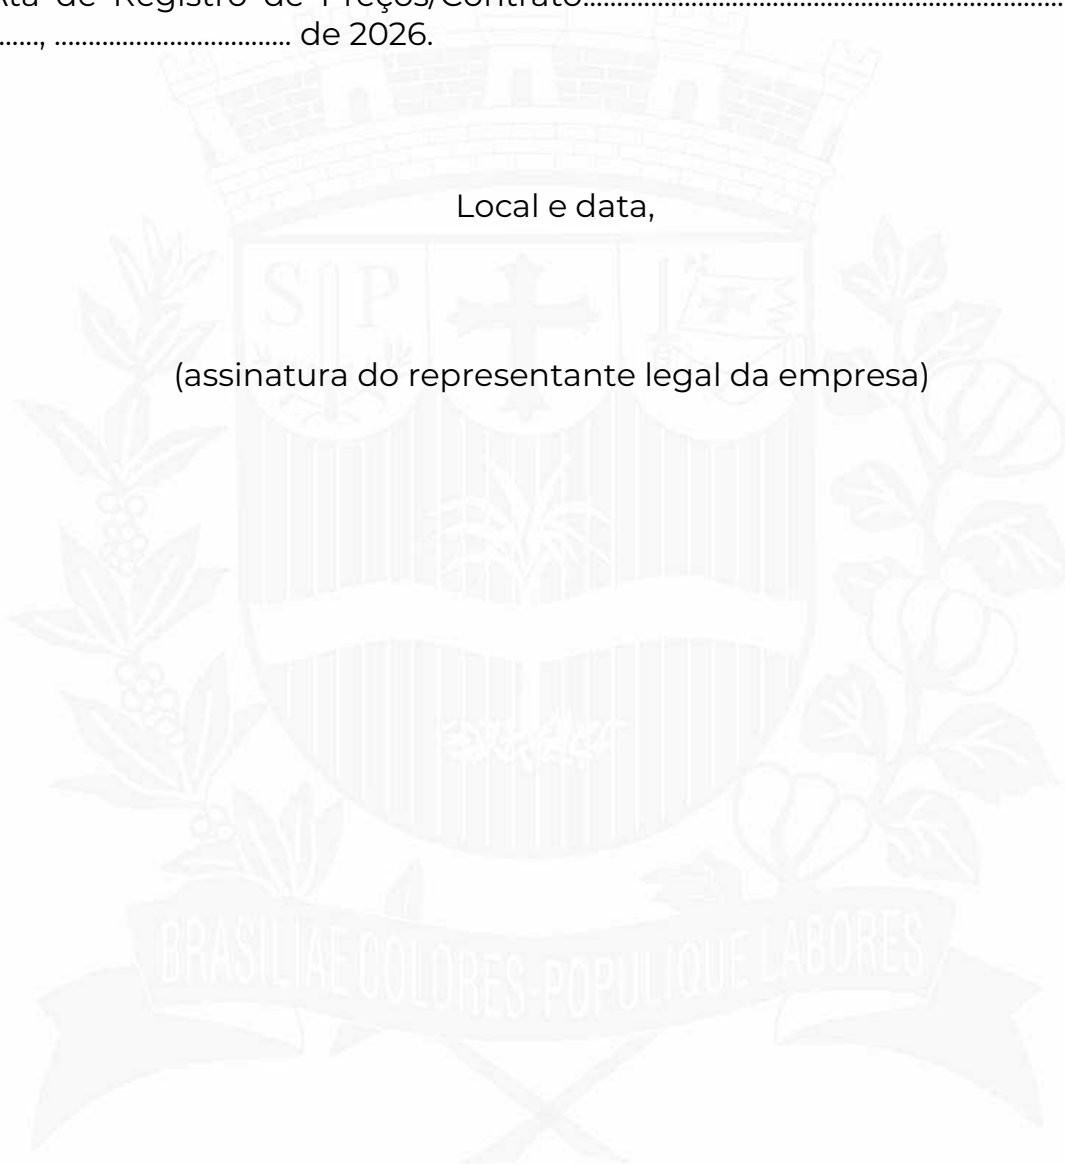 Ata de Registro de Preços/Contrato........................................................................................
......, ................................... de 2026.
Local e data,
S P
(assinatura do representante legal da empresa)
BRASILIAE COLORES-POPULIQUE LABORES